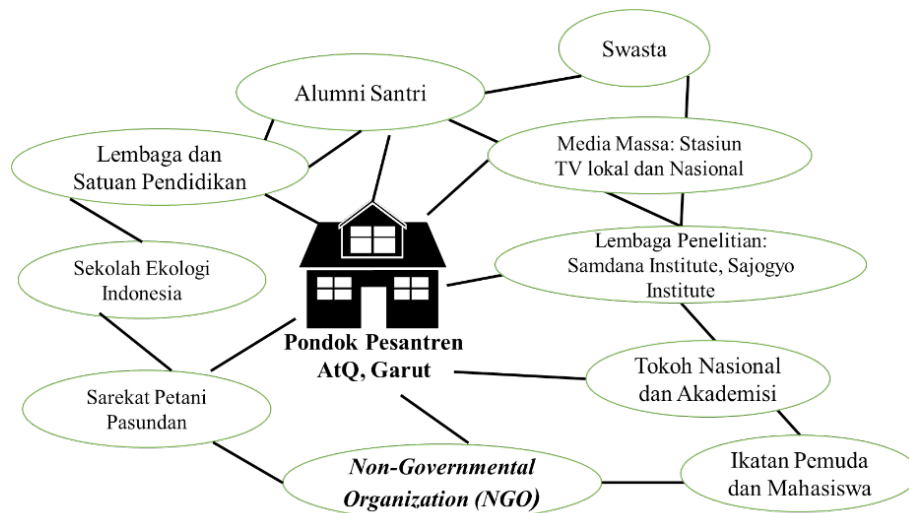 Swasta
Alumni Santri
Media Massa: Stasiun
TV lokal dan Nasional
Lembaga dan
Satuan Pendidikan
Lembaga Penelitian:
Samdana Institute, Sajogyo
Institute
Sekolah Ekologi
Indonesia
Pondok Pesantren
AtQ, Garut
Tokoh Nasional
dan Akademisi
Sarekat Petani
Pasundan
Non-Governmental
Organization (NGO)
Ikatan Pemuda
dan Mahasiswa